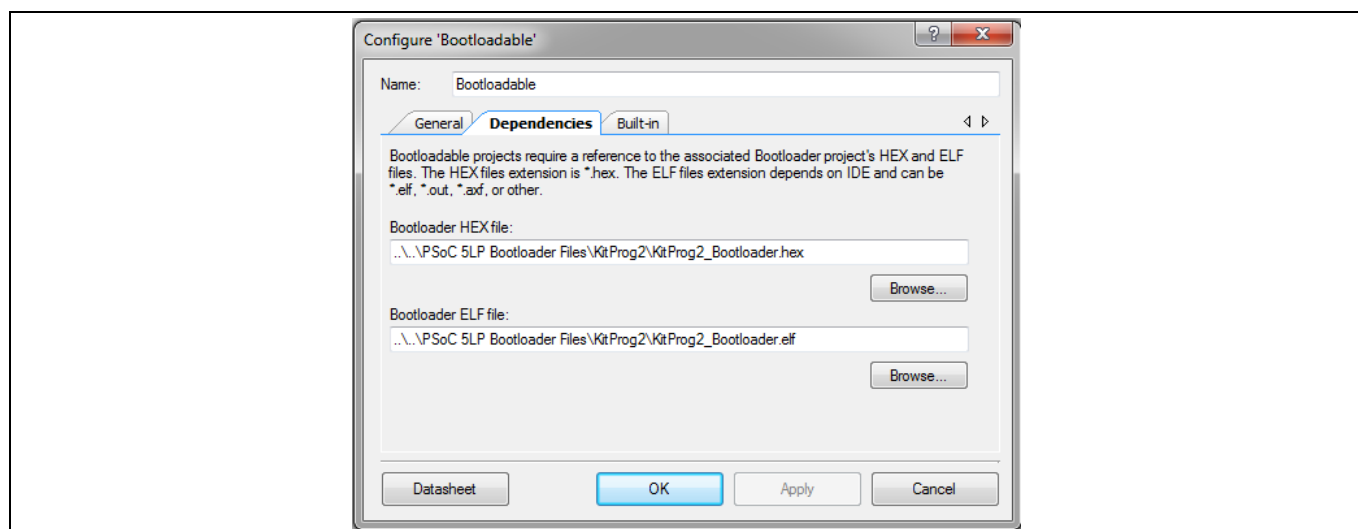 Configure 'Bootloadable'
Name: Bootloadable
General Dependencies Built-in
Bootloadable projects require a reference to the associated Bootloader project's HEX and ELF
files. The HEX files extension is *.hex. The ELF files extension depends on IDE and can be
*.elf, *.out, *.axf, or other.
Bootloader HEX file:
..\..\PSoC 5LP Bootloader Files\KitProg2\KitProg2_Bootloader.hex
Browse...
Bootloader ELF file:
..\..\PSoC 5LP Bootloader Files\KitProg2\KitProg2_Bootloader.elf
Browse...
Datasheet OK Apply Cancel